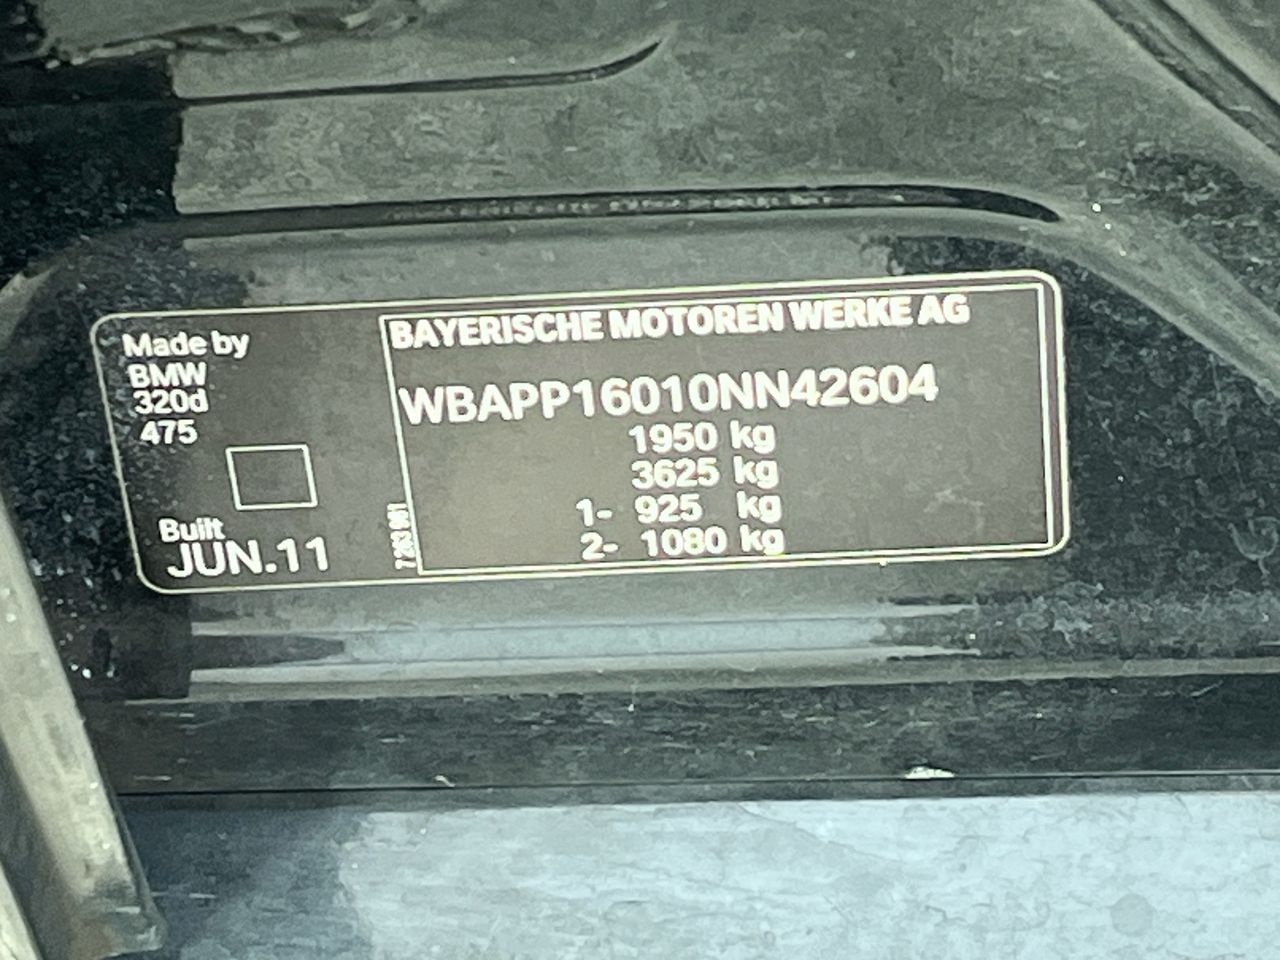 Made by
BMW
320d
475
Built
JUN.11
BAYERISCHE MOTOREN WERKE AG
WBAPP16010NN42604
1950 kg
3625 kg
1- 925 kg
2- 1080 kg